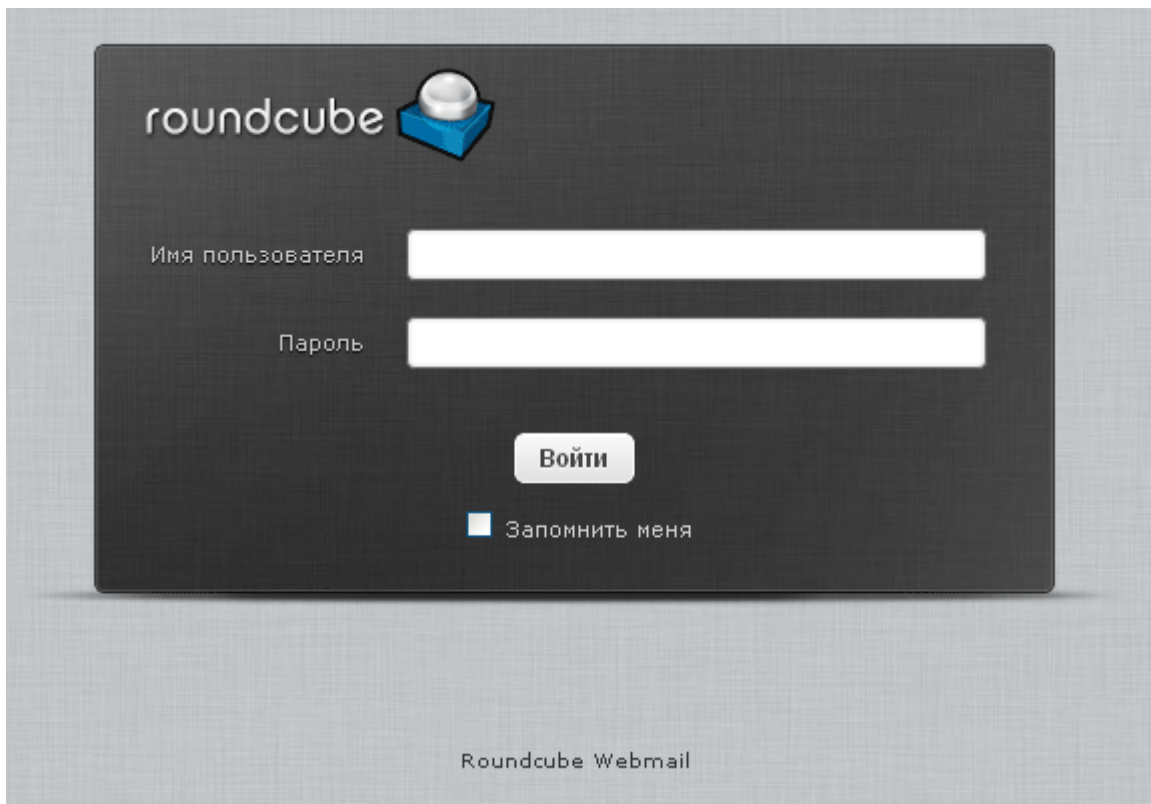 roundcube
Имя пользователя
Пароль
Войти
Запомнить меня
Roundcube Webmail